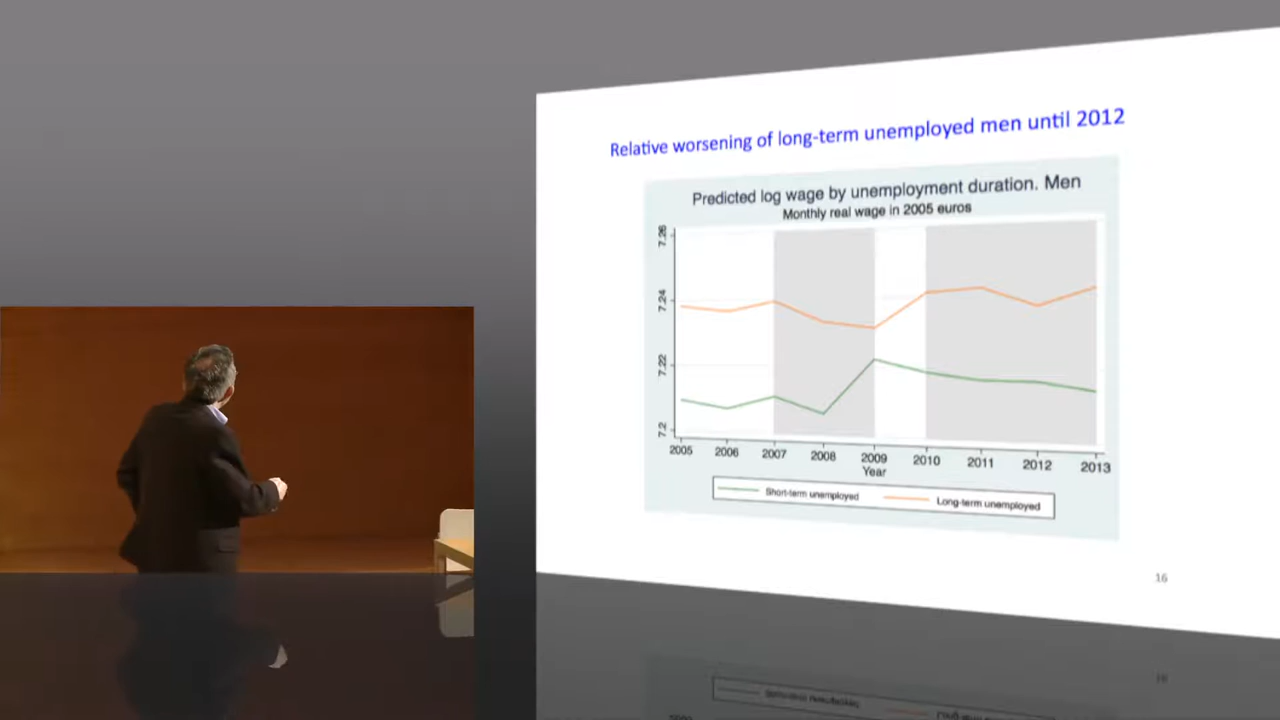 Relative worsening of long-term unemployed men until 2012
Predicted log wage by unemployment duration. Men
Monthly real wage in 2005 euros
7.26
7.24
7.22
7.2
2005 2006 2007 2008 2009 2010 2011 2012 2013
Year
Short-term unemployed Long-term unemployed
16